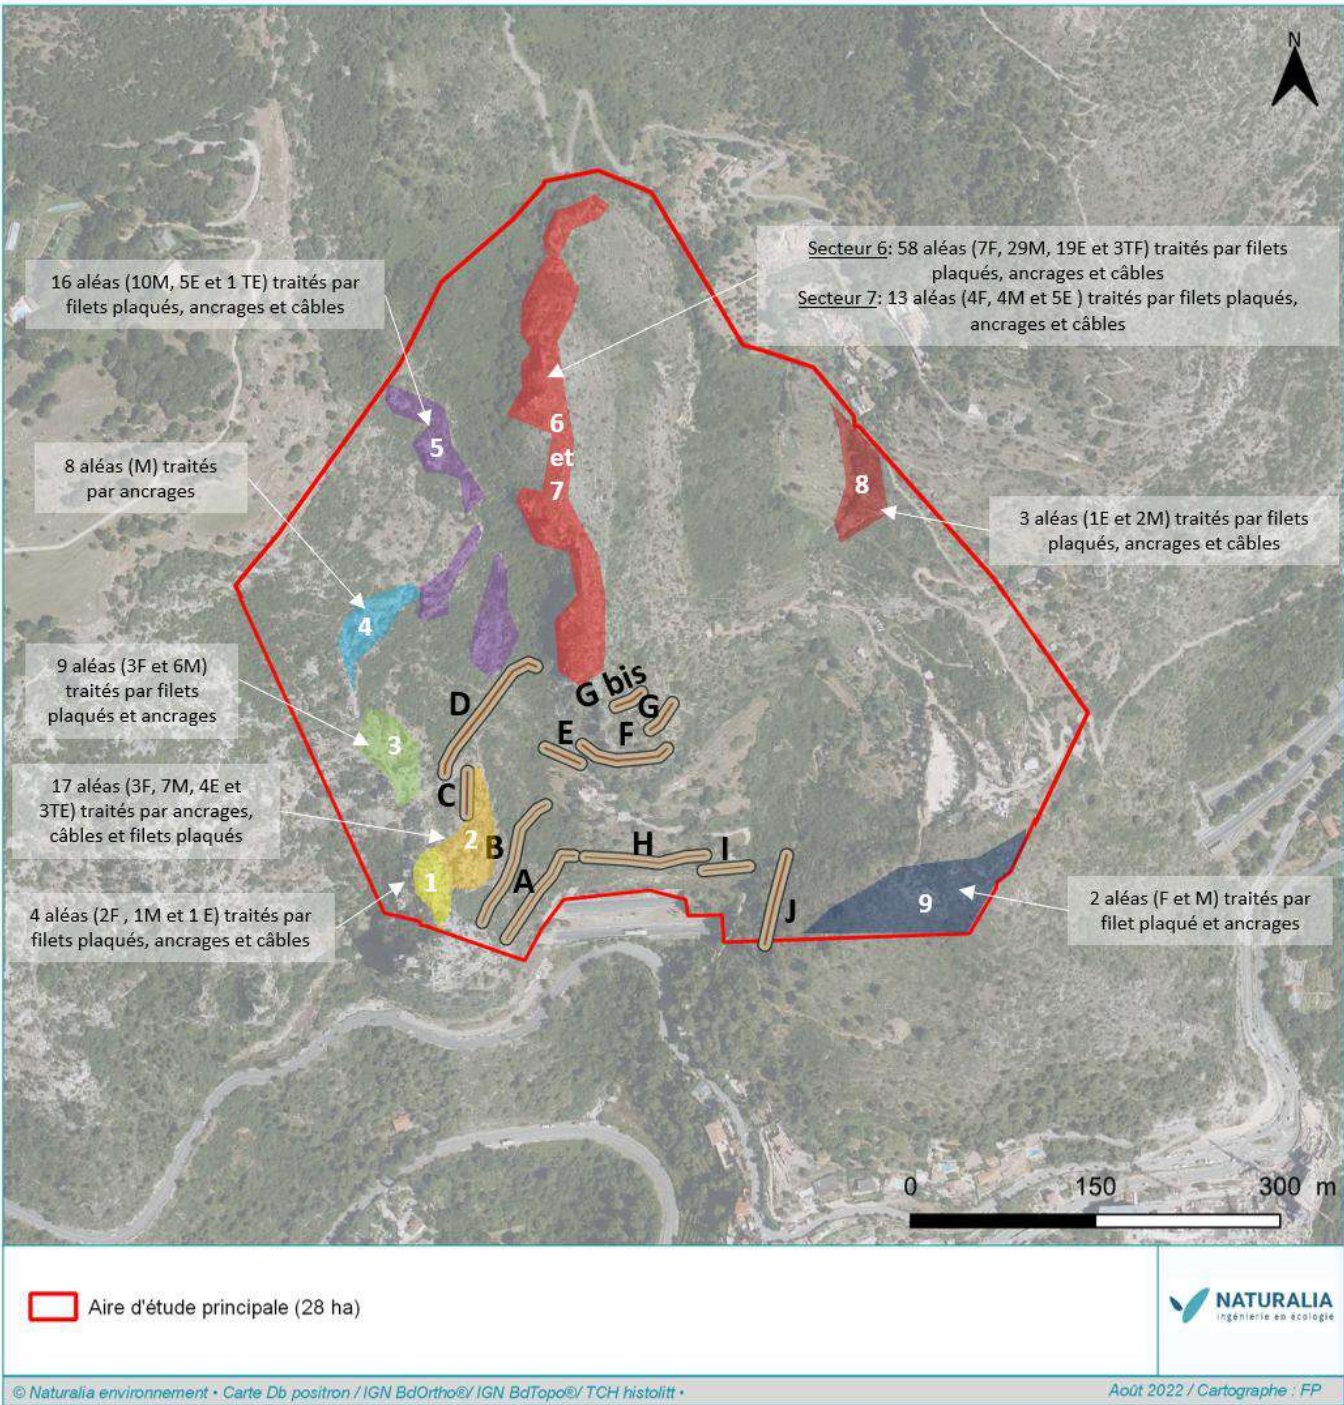 N
Secteur 6: 58 aléas (7F, 29M, 19E et 3TF) traités par filets
plaqués, ancrages et câbles
Secteur 7: 13 aléas (4F, 4M et 5E ) traités par filets plaqués,
ancrages et câbles
16 aléas (10M, 5E et 1 TE) traités par
filets plaqués, ancrages et câbles
6
et
7
5
8 aléas (M) traités
par ancrages
8
3 aléas (1E et 2M) traités par filets
plaqués, ancrages et câbles
4
9 aléas (3F et 6M)
traités par filets
plaqués et ancrages
G bis
D
G
E
F
3
17 aléas (3F, 7M, 4E et
3TE) traités par ancrages,
câbles et filets plaqués
C
2
B
H
I
1
A
J
9
4 aléas (2F , 1M et 1 E) traités par
filets plaqués, ancrages et câbles
2 aléas (F et M) traités par
filet plaqué et ancrages
0 150 300 m
Aire d'étude principale (28 ha)
NATURALIA
ingénierie en écologie
© Naturalia environnement • Carte Db positron / IGN BdOrtho®/ IGN BdTopo®/ TCH histolitt •
Août 2022 / Cartographe : FP